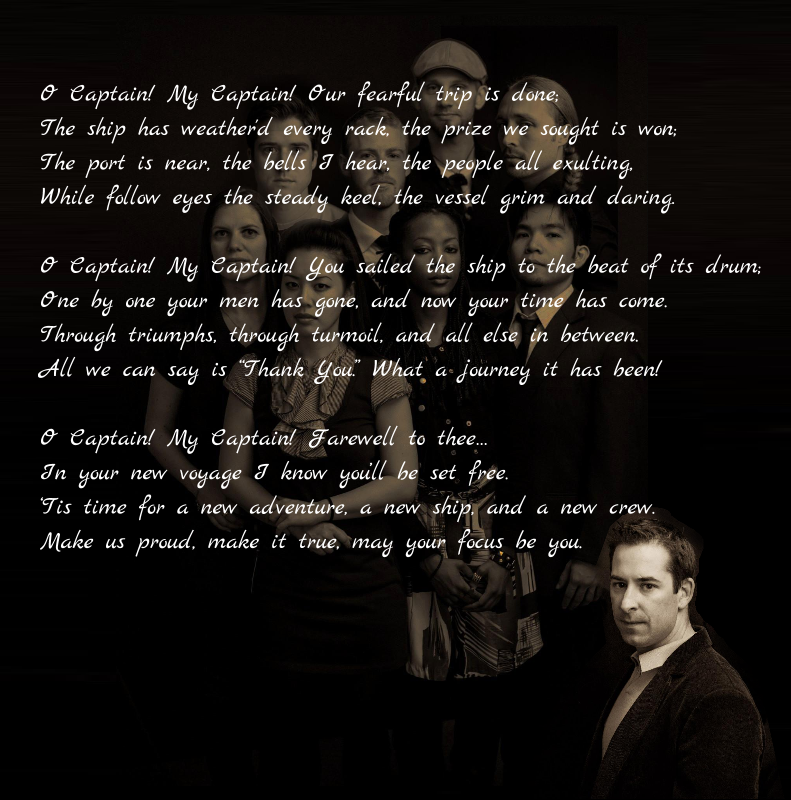 O Captain! My Captain! Our fearful trip is done;
The ship has weather'd every rack, the prize we sought is won;
The port is near, the bells I hear, the people all exulting,
While follow eyes the steady keel, the vessel grim and daring.
O Captain! My Captain! You sailed the ship to the beat of its drum;
One by one your men has gone, and now your time has come.
Through triumphs, through turmoil, and all else in between.
All we can say is "Thank You." What a journey it has been!
O Captain! My Captain! Farewell to thee...
In your new voyage I know you'll be set free.
'Tis time for a new adventure, a new ship, and a new crew.
Make us proud, make it true, may your focus be you.